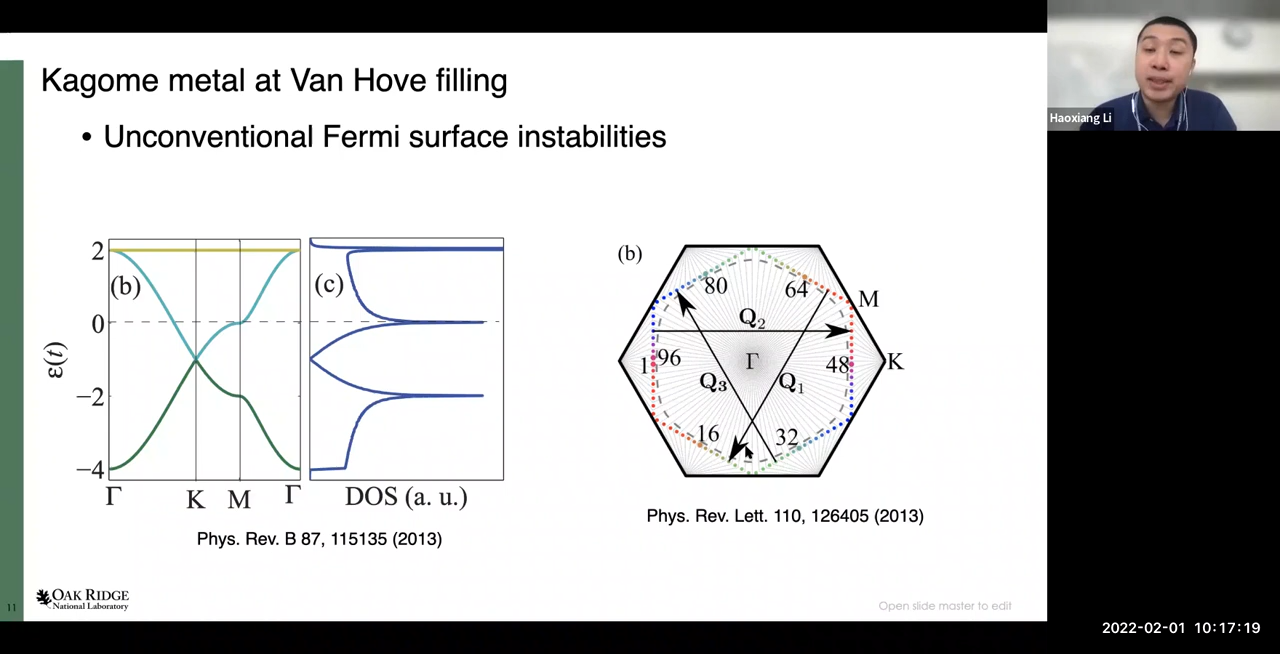 Kagome metal at Van Hove filling
• Unconventional Fermi surface instabilities
Haoxiang Li
2
0
−2
−4
ε(t)
(b)
Γ K M Γ
(c)
DOS (a. u.)
Phys. Rev. B 87, 115135 (2013)
(b)
80
64
M
Q2
1
96
Γ
48
K
Q3
Q1
16
32
Phys. Rev. Lett. 110, 126405 (2013)
11
OAK RIDGE
National Laboratory
Open slide master to edit
2022-02-01 10:17:19